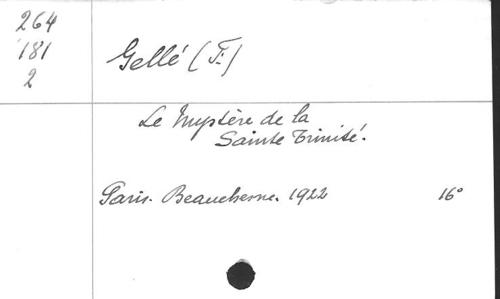 264
181
2
Gellé (F.)
Le Mystère de la
Sainte Trinité.
Paris. Beauchesne. 1922 16°